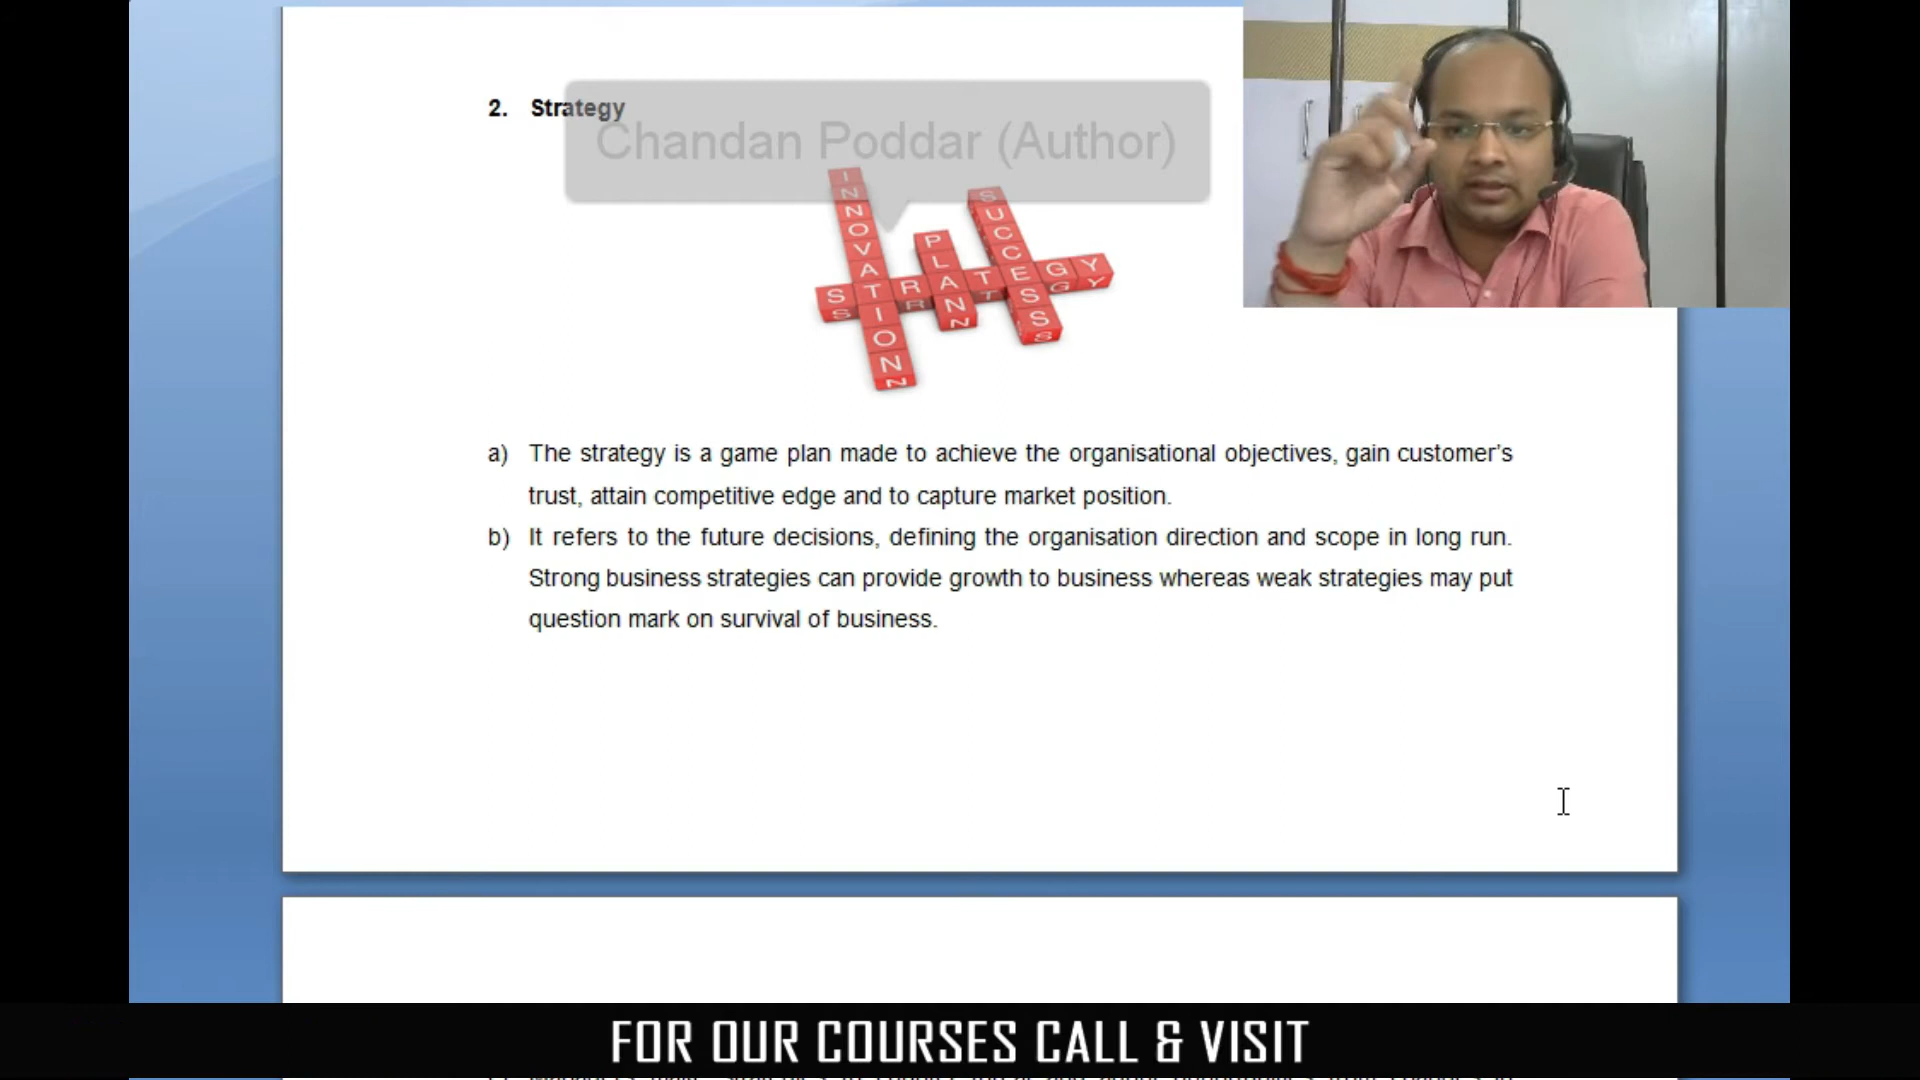 2. Strategy
Chandan Poddar (Author)
INNOVATION
PLAN
SUCCESS
STRATEGY
a) The strategy is a game plan made to achieve the organisational objectives, gain customer's
trust, attain competitive edge and to capture market position.
b) It refers to the future decisions, defining the organisation direction and scope in long run.
Strong business strategies can provide growth to business whereas weak strategies may put
question mark on survival of business.
FOR OUR COURSES CALL & VISIT